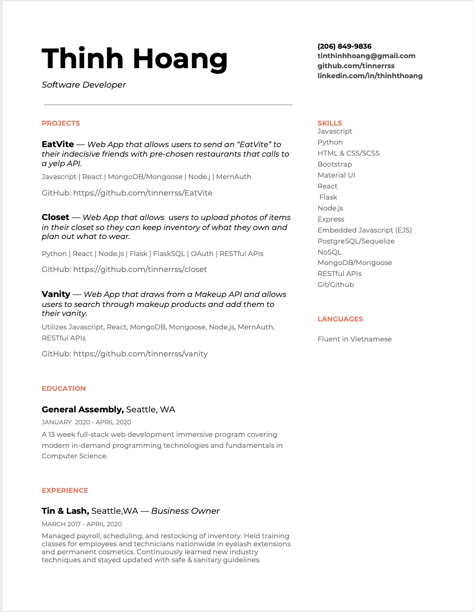 Thinh Hoang
Software Developer
(206) 849-9836
tinthinhhoang@gmail.com
github.com/tinnerrss
linkedin.com/in/thinhthoang
PROJECTS
EatVite — Web App that allows users to send an “EatVite” to
their indecisive friends with pre-chosen restaurants that calls to
a yelp API.
Javascript | React | MongoDB/Mongoose | Node.j | MernAuth
GitHub: https://github.com/tinnerrss/EatVite
Closet — Web App that allows users to upload photos of items
in their closet so they can keep inventory of what they own and
plan out what to wear.
Python | React | Node.js | Flask | FlaskSQL | OAuth | RESTful APIs
GitHub: https://github.com/tinnerrss/closet
Vanity — Web App that draws from a Makeup API and allows
users to search through makeup products and add them to
their vanity.
Utilizes Javascript, React, MongoDB, Mongoose, Node.js, MernAuth,
RESTful APIs
GitHub: https://github.com/tinnerrss/vanity
EDUCATION
General Assembly, Seattle, WA
JANUARY 2020 - APRIL 2020
A 13 week full-stack web development immersive program covering
modern in-demand programming technologies and fundamentals in
Computer Science.
EXPERIENCE
Tin & Lash, Seattle,WA — Business Owner
MARCH 2017 - APRIL 2020
Managed payroll, scheduling, and restocking of inventory. Held training
classes for employees and technicians nationwide in eyelash extensions
and permanent cosmetics. Continuously learned new industry
techniques and stayed updated with safe & sanitary guidelines.
SKILLS
Javascript
Python
HTML & CSS/SCSS
Bootstrap
Material UI
React
Flask
Node.js
Express
Embedded Javascript (EJS)
PostgreSQL/Sequelize
NoSQL
MongoDB/Mongoose
RESTful APIs
Git/Github
LANGUAGES
Fluent in Vietnamese